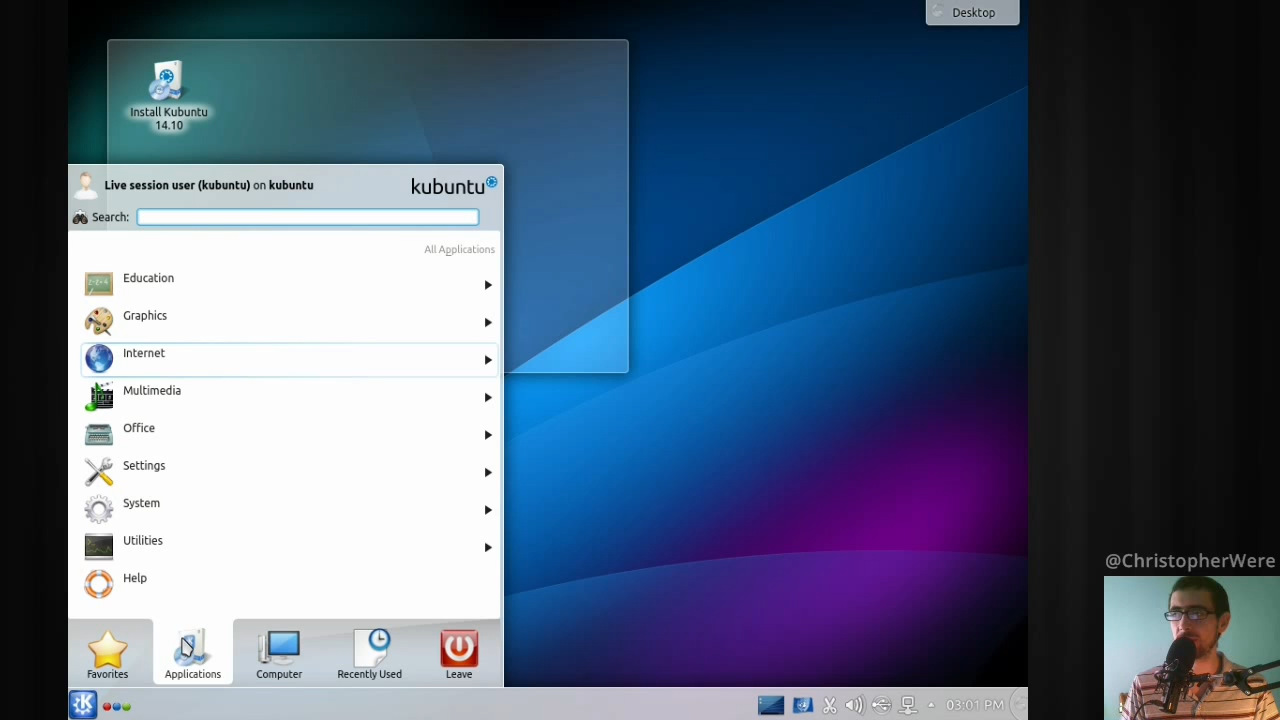 Desktop
Install Kubuntu
14.10
Live session user (kubuntu) on kubuntu
kubuntu
Search:
All Applications
Education
Graphics
Internet
Multimedia
Office
Settings
System
Utilities
Help
Favorites
Applications
Computer
Recently Used
Leave
03:01 PM
@ChristopherWere